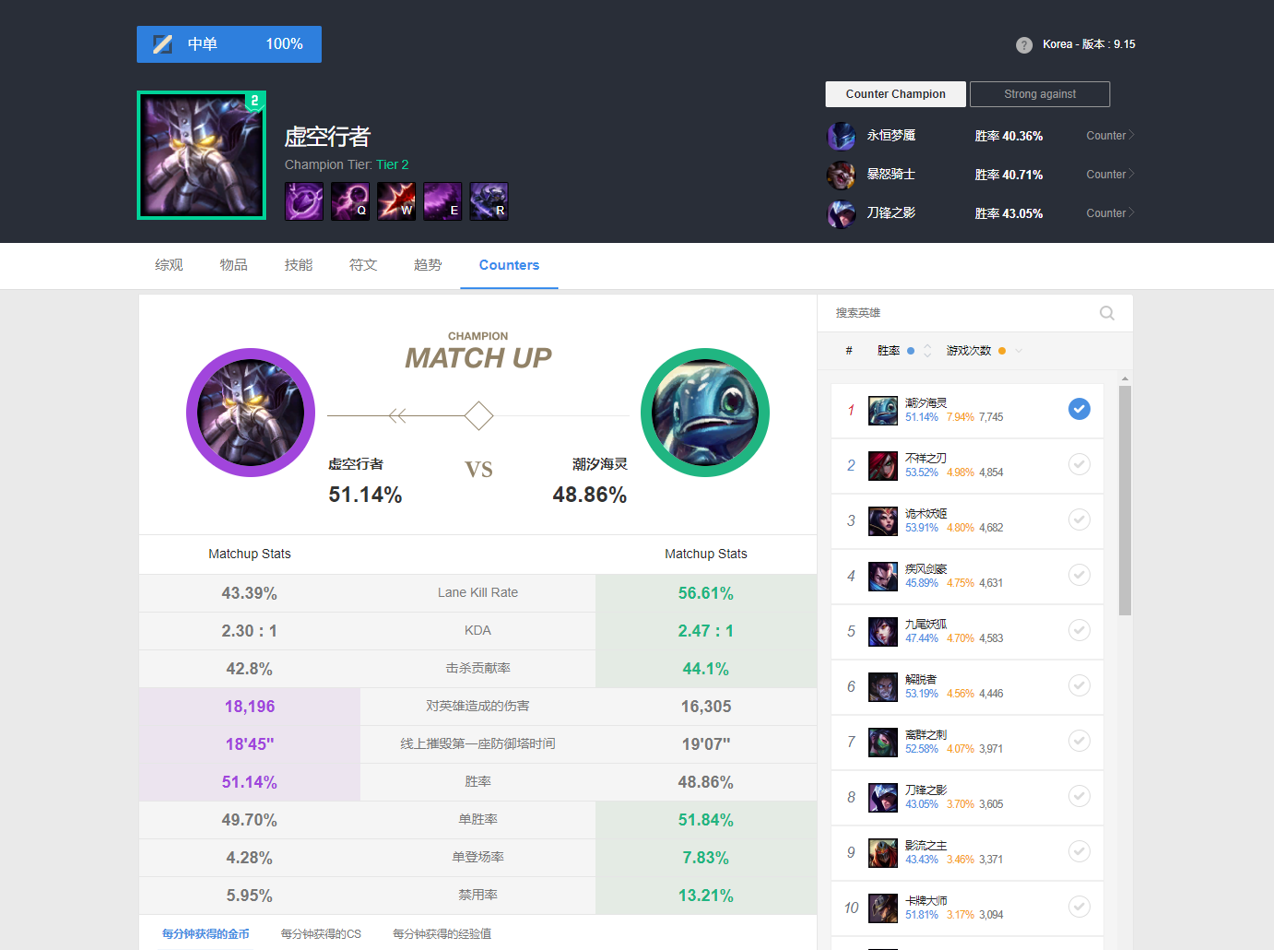 中单 100%
? Korea - 版本 : 9.15
2
虚空行者
Champion Tier: Tier 2
Q W E R
Counter Champion Strong against
永恒梦魇 胜率 40.36% Counter
暴怒骑士 胜率 40.71% Counter
刀锋之影 胜率 43.05% Counter
综观 物品 技能 符文 趋势 Counters
CHAMPION
MATCH UP
虚空行者 VS 潮汐海灵
51.14% 48.86%
Matchup Stats Matchup Stats
43.39% Lane Kill Rate 56.61%
2.30 : 1 KDA 2.47 : 1
42.8% 击杀贡献率 44.1%
18,196 对英雄造成的伤害 16,305
18'45'' 线上摧毁第一座防御塔时间 19'07''
51.14% 胜率 48.86%
49.70% 单胜率 51.84%
4.28% 单登场率 7.83%
5.95% 禁用率 13.21%
每分钟获得的金币 每分钟获得的CS 每分钟获得的经验值
搜索英雄
# 胜率 游戏次数
1 潮汐海灵
51.14% 7.94% 7,745
2 不祥之刃
53.52% 4.98% 4,854
3 诡术妖姬
53.91% 4.80% 4,682
4 疾风剑豪
45.89% 4.75% 4,631
5 九尾妖狐
47.44% 4.70% 4,583
6 解脱者
53.19% 4.56% 4,446
7 离群之刺
52.58% 4.07% 3,971
8 刀锋之影
43.05% 3.70% 3,605
9 影流之主
43.43% 3.46% 3,371
10 卡牌大师
51.81% 3.17% 3,094